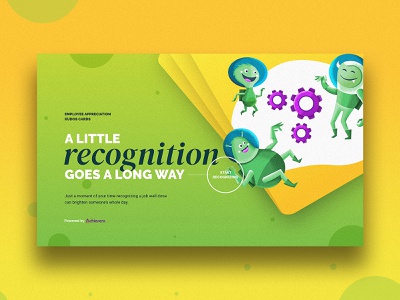 EMPLOYEE APPRECIATION
KUDOS CARDS
A LITTLE
recognition
GOES A LONG WAY
START
RECOGNIZING
Just a moment of your time recognizing a job well done
can brighten someone's whole day.
Powered by